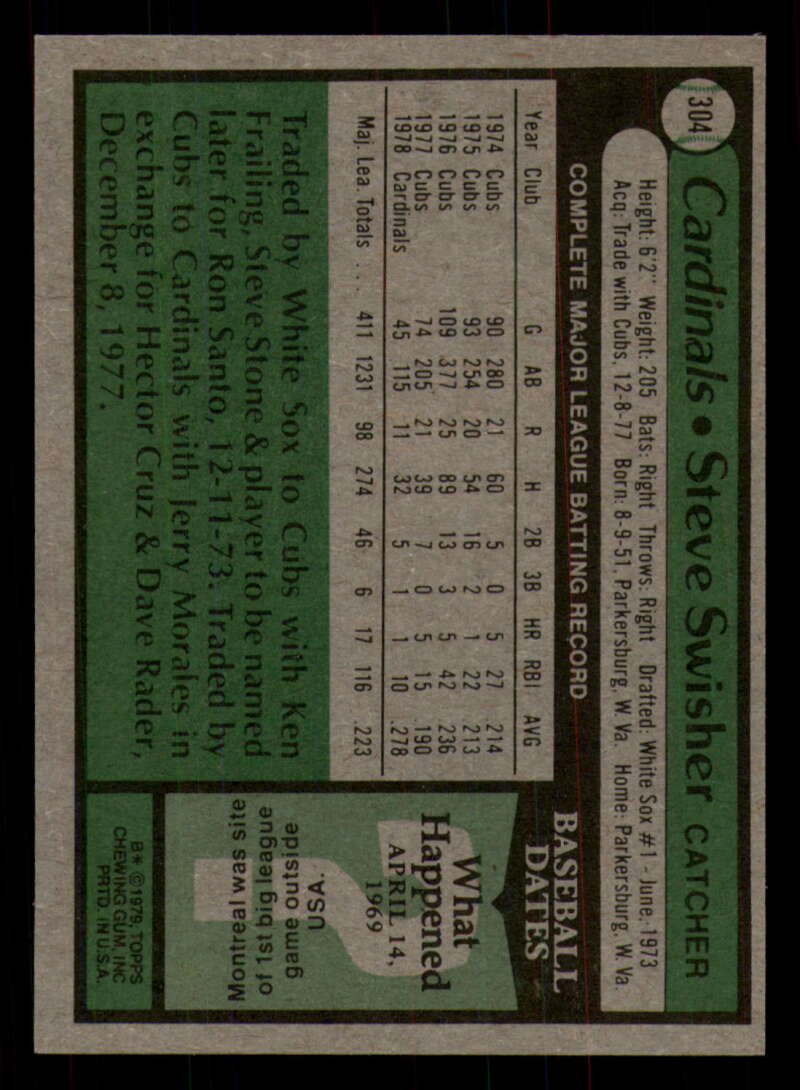 304
Cardinals • Steve Swisher CATCHER
Height: 6'2" Weight: 205 Bats: Right Throws: Right Drafted: White Sox #1 - June, 1973
Acq: Trade with Cubs, 12-8-77 Born: 8-9-51, Parkersburg, W. Va. Home: Parkersburg, W. Va.
COMPLETE MAJOR LEAGUE BATTING RECORD
Year Club G AB R H 2B 3B HR RBI AVG
1974 Cubs 90 280 21 60 5 0 5 27 .214
1975 Cubs 93 254 20 54 16 2 1 22 .213
1976 Cubs 109 377 25 89 13 3 5 42 .236
1977 Cubs 74 205 21 39 7 0 5 15 .190
1978 Cardinals 45 115 11 32 5 1 1 10 .278
Maj. Lea. Totals . . . 411 1231 98 274 46 6 17 116 .223
Traded by White Sox to Cubs with Ken
Frailing, Steve Stone & player to be named
later for Ron Santo, 12-11-73. Traded by
Cubs to Cardinals with Jerry Morales in
exchange for Hector Cruz & Dave Rader,
December 8, 1977.
BASEBALL
DATES
What
Happened
APRIL 14,
1969
?
Montreal was site
of 1st big league
game outside
USA.
B* © 1979, TOPPS
CHEWING GUM, INC
PRTD. IN U.S.A.